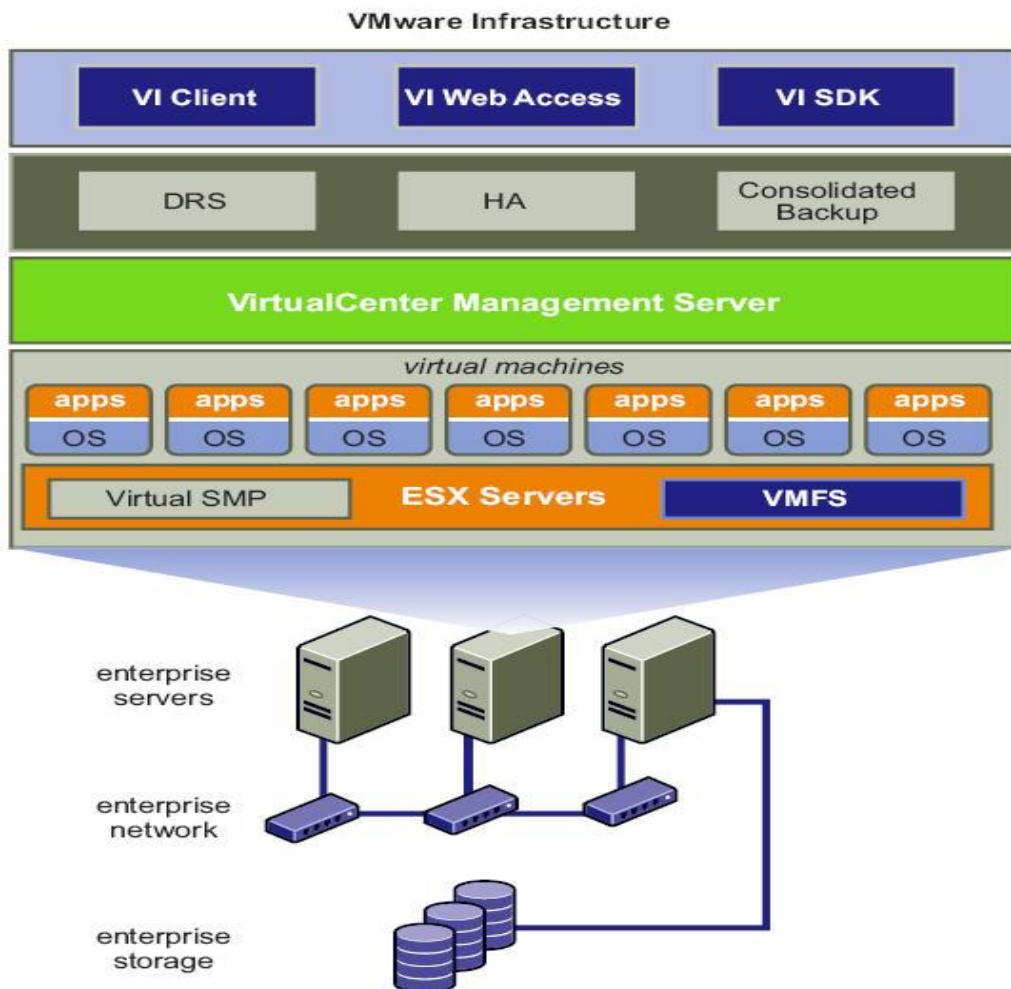 VMware Infrastructure
VI Client
VI Web Access
VI SDK
DRS
HA
Consolidated
Backup
VirtualCenter Management Server
virtual machines
apps apps apps apps apps apps apps
OS OS OS OS OS OS OS
Virtual SMP
ESX Servers
VMFS
enterprise
servers
enterprise
network
enterprise
storage